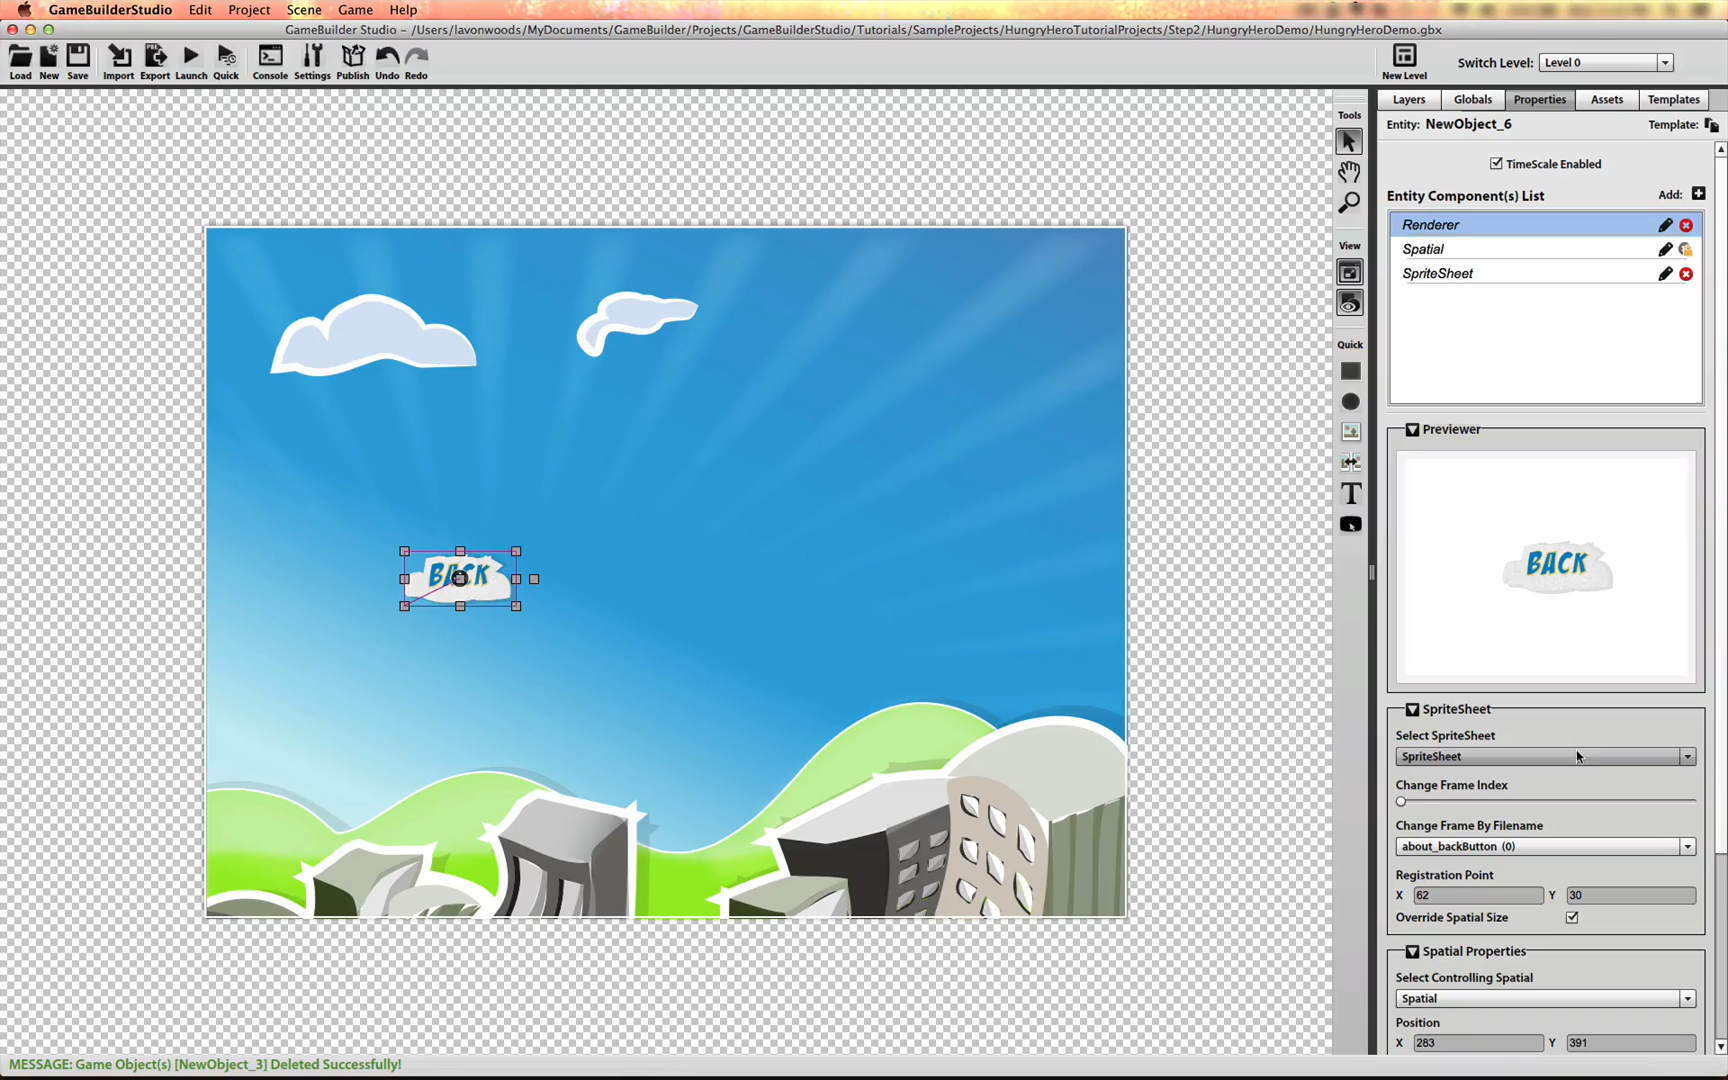 GameBuilderStudio Edit Project Scene Game Help
GameBuilder Studio - /Users/lavonwoods/MyDocuments/GameBuilder/Projects/GameBuilderStudio/Tutorials/SampleProjects/HungryHeroTutorialProjects/Step2/HungryHeroDemo/HungryHeroDemo.gbx
Load New Save Import Export Launch Quick Console Settings Publish Undo Redo
New Level
Switch Level: Level 0
Layers Globals Properties Assets Templates
Entity: NewObject_6 Template:
TimeScale Enabled
Entity Component(s) List Add:
Renderer
Spatial
SpriteSheet
Tools
View
Quick
T
Previewer
BACK
BACK
SpriteSheet
Select SpriteSheet
SpriteSheet
Change Frame Index
Change Frame By Filename
about_backButton (0)
Registration Point
X 62 Y 30
Override Spatial Size
Spatial Properties
Select Controlling Spatial
Spatial
Position
X 283 Y 391
MESSAGE: Game Object(s) [NewObject_3] Deleted Successfully!